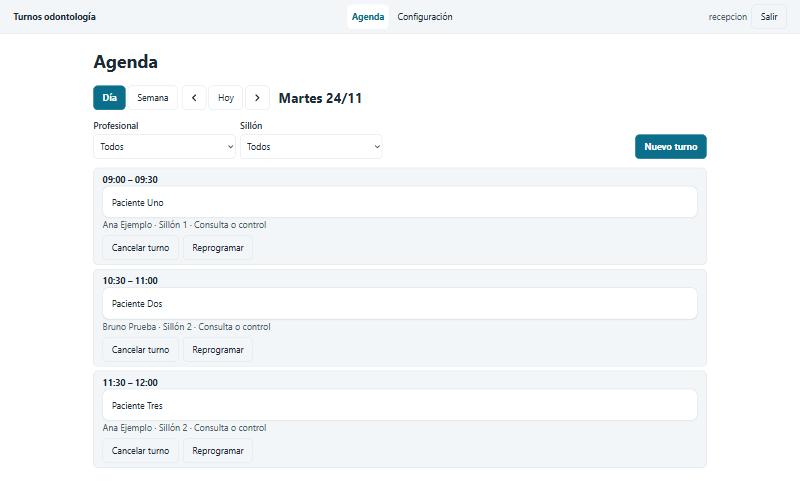 Turnos odontología
Agenda Configuración
recepcion Salir
Agenda
Día Semana Hoy Martes 24/11
Profesional Sillón
Todos Todos Nuevo turno
09:00 – 09:30
Paciente Uno
Ana Ejemplo · Sillón 1 · Consulta o control
Cancelar turno Reprogramar
10:30 – 11:00
Paciente Dos
Bruno Prueba · Sillón 2 · Consulta o control
Cancelar turno Reprogramar
11:30 – 12:00
Paciente Tres
Ana Ejemplo · Sillón 2 · Consulta o control
Cancelar turno Reprogramar